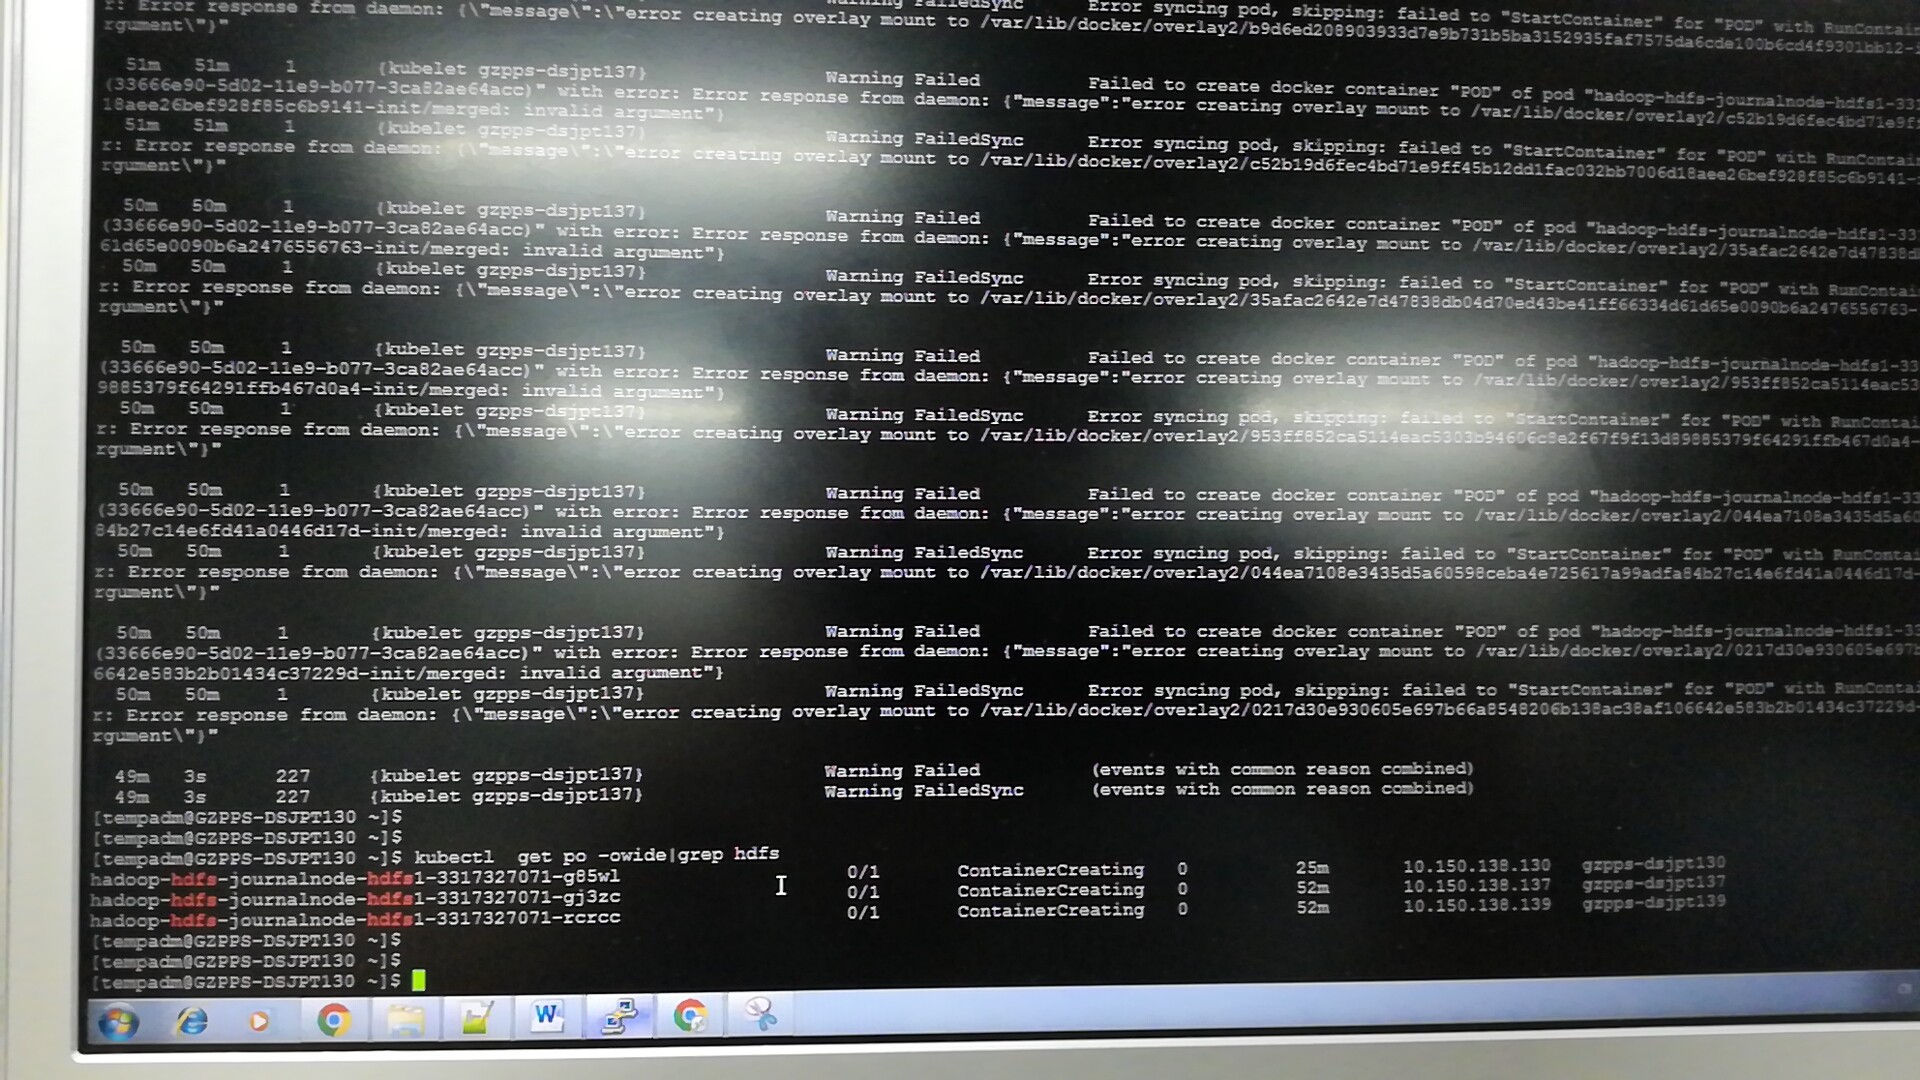 r: Error response from daemon: {\"message\":\"error creating overlay mount to /var/lib/docker/overlay2/b9d6ed208903933d7e9b731b5ba3152935faf7575da6cde100b6cd4f9301bb12-
Warning FailedSync Error syncing pod, skipping: failed to "StartContainer" for "POD" with RunContain
rgument\"}"
51m 51m 1 {kubelet gzpps-dsjpt137} Warning Failed Failed to create docker container "POD" of pod "hadoop-hdfs-journalnode-hdfs1-331
(33666e90-5d02-11e9-b077-3ca82ae64acc)" with error: Error response from daemon: {"message":"error creating overlay mount to /var/lib/docker/overlay2/c52b19d6fec4bd71e9f
18aee26bef928f85c6b9141-init/merged: invalid argument"}
51m 51m 1 {kubelet gzpps-dsjpt137} Warning FailedSync Error syncing pod, skipping: failed to "StartContainer" for "POD" with RunContai
r: Error response from daemon: {\"message\":\"error creating overlay mount to /var/lib/docker/overlay2/c52b19d6fec4bd71e9ff45b12dd1fac032bb7006d18aee26bef928f85c6b9141-
rgument\"}"
50m 50m 1 {kubelet gzpps-dsjpt137} Warning Failed Failed to create docker container "POD" of pod "hadoop-hdfs-journalnode-hdfs1-331
(33666e90-5d02-11e9-b077-3ca82ae64acc)" with error: Error response from daemon: {"message":"error creating overlay mount to /var/lib/docker/overlay2/35afac2642e7d47838d
61d65e0090b6a2476556763-init/merged: invalid argument"}
50m 50m 1 {kubelet gzpps-dsjpt137} Warning FailedSync Error syncing pod, skipping: failed to "StartContainer" for "POD" with RunContai
r: Error response from daemon: {\"message\":\"error creating overlay mount to /var/lib/docker/overlay2/35afac2642e7d47838db04d70ed43be41ff66334d61d65e0090b6a2476556763-
rgument\"}"
50m 50m 1 {kubelet gzpps-dsjpt137} Warning Failed Failed to create docker container "POD" of pod "hadoop-hdfs-journalnode-hdfs1-33
(33666e90-5d02-11e9-b077-3ca82ae64acc)" with error: Error response from daemon: {"message":"error creating overlay mount to /var/lib/docker/overlay2/953ff852ca5114eac53
9885379f64291ffb467d0a4-init/merged: invalid argument"}
50m 50m 1 {kubelet gzpps-dsjpt137} Warning FailedSync Error syncing pod, skipping: failed to "StartContainer" for "POD" with RunContai
r: Error response from daemon: {\"message\":\"error creating overlay mount to /var/lib/docker/overlay2/953ff852ca5114eac5303b94606c8e2f67f9f13d89885379f64291ffb467d0a4-
rgument\"}"
50m 50m 1 {kubelet gzpps-dsjpt137} Warning Failed Failed to create docker container "POD" of pod "hadoop-hdfs-journalnode-hdfs1-33
(33666e90-5d02-11e9-b077-3ca82ae64acc)" with error: Error response from daemon: {"message":"error creating overlay mount to /var/lib/docker/overlay2/044ea7108e3435d5a60
84b27c14e6fd41a0446d17d-init/merged: invalid argument"}
50m 50m 1 {kubelet gzpps-dsjpt137} Warning FailedSync Error syncing pod, skipping: failed to "StartContainer" for "POD" with RunContai
r: Error response from daemon: {\"message\":\"error creating overlay mount to /var/lib/docker/overlay2/044ea7108e3435d5a60598ceba4e725617a99adfa84b27c14e6fd41a0446d17d-
rgument\"}"
50m 50m 1 {kubelet gzpps-dsjpt137} Warning Failed Failed to create docker container "POD" of pod "hadoop-hdfs-journalnode-hdfs1-33
(33666e90-5d02-11e9-b077-3ca82ae64acc)" with error: Error response from daemon: {"message":"error creating overlay mount to /var/lib/docker/overlay2/0217d30e930605e697b
6642e583b2b01434c37229d-init/merged: invalid argument"}
50m 50m 1 {kubelet gzpps-dsjpt137} Warning FailedSync Error syncing pod, skipping: failed to "StartContainer" for "POD" with RunContai
r: Error response from daemon: {\"message\":\"error creating overlay mount to /var/lib/docker/overlay2/0217d30e930605e697b66a8548206b138ac38af106642e583b2b01434c37229d-
rgument\"}"
49m 3s 227 {kubelet gzpps-dsjpt137} Warning Failed (events with common reason combined)
49m 3s 227 {kubelet gzpps-dsjpt137} Warning FailedSync (events with common reason combined)
[tempadm@GZPPS-DSJPT130 ~]$
[tempadm@GZPPS-DSJPT130 ~]$
[tempadm@GZPPS-DSJPT130 ~]$ kubectl get po -owide|grep hdfs
hadoop-hdfs-journalnode-hdfs1-3317327071-g85wl 0/1 ContainerCreating 0 25m 10.150.138.130 gzpps-dsjpt130
hadoop-hdfs-journalnode-hdfs1-3317327071-gj3zc 0/1 ContainerCreating 0 52m 10.150.138.137 gzpps-dsjpt137
hadoop-hdfs-journalnode-hdfs1-3317327071-rcrcc 0/1 ContainerCreating 0 52m 10.150.138.139 gzpps-dsjpt139
[tempadm@GZPPS-DSJPT130 ~]$
[tempadm@GZPPS-DSJPT130 ~]$
[tempadm@GZPPS-DSJPT130 ~]$